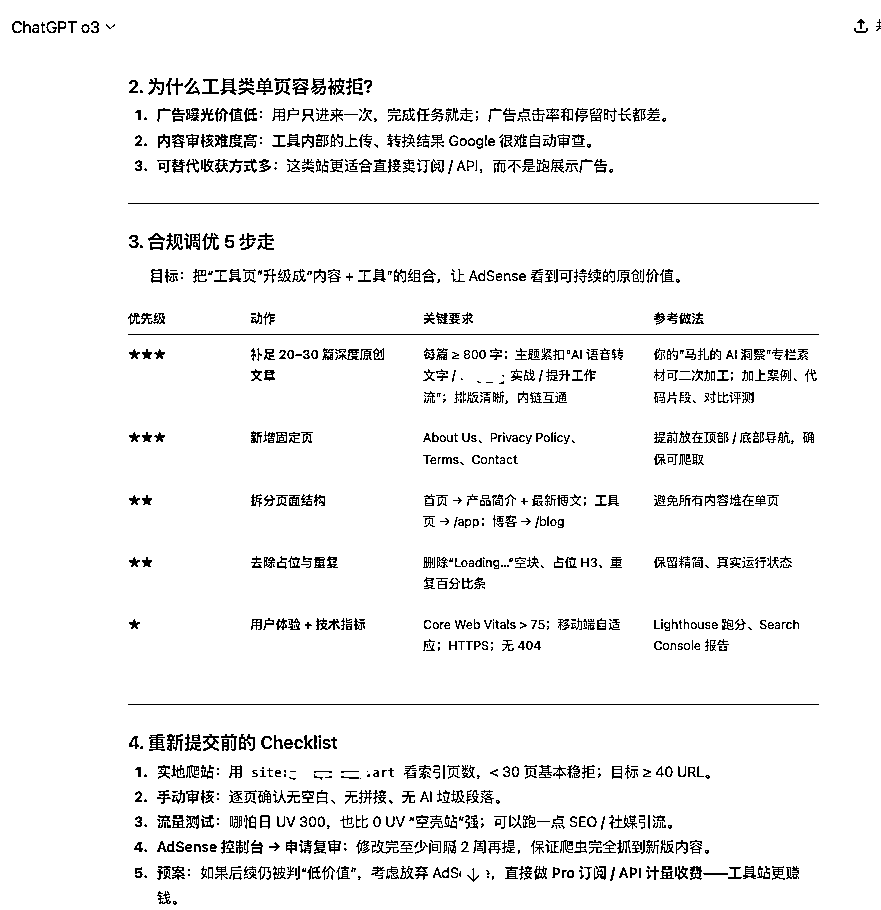 ChatGPT o3
2. 为什么工具类单页容易被拒?
1. 广告曝光价值低：用户只进来一次，完成任务就走；广告点击率和停留时长都差。
2. 内容审核难度高：工具内部的上传、转换结果 Google 很难自动审查。
3. 可替代收获方式多：这类站更适合直接卖订阅 / API，而不是跑展示广告。
3. 合规调优 5 步走
目标：把“工具页”升级成“内容 + 工具”的组合，让 AdSense 看到可持续的原创价值。
优先级 动作 关键要求 参考做法
★★★ 补足 20–30 篇深度原创 每篇 ≥ 800 字；主题紧扣“AI 语音转 你的“马扎的 AI 洞察”专栏素
文章 文字 / 实战 / 提升工作 材可二次加工；加上案例、代
流”；排版清晰，内链互通 码片段、对比评测
★★★ 新增固定页 About Us、Privacy Policy、 提前放在顶部 / 底部导航，确
Terms、Contact 保可爬取
★★ 拆分页面结构 首页 → 产品简介 + 最新博文；工具 避免所有内容堆在单页
页 → /app；博客 → /blog
★★ 去除占位与重复 删除“Loading…”空块、占位 H3、重 保留精简、真实运行状态
复百分比条
★ 用户体验 + 技术指标 Core Web Vitals > 75；移动端自适 Lighthouse 跑分、Search
应；HTTPS；无 404 Console 报告
4. 重新提交前的 Checklist
1. 实地爬站：用 site: .art 看索引页数，< 30 页基本稳拒；目标 ≥ 40 URL。
2. 手动审核：逐页确认无空白、无拼接、无 AI 垃圾段落。
3. 流量测试：哪怕日 UV 300，也比 0 UV “空壳站”强；可以跑一点 SEO / 社媒引流。
4. AdSense 控制台 → 申请复审：修改完至少间隔 2 周再提，保证爬虫完全抓到新版内容。
5. 预案：如果后续仍被判“低价值”，考虑放弃 AdS ，直接做 Pro 订阅 / API 计量收费——工具站更赚
钱。